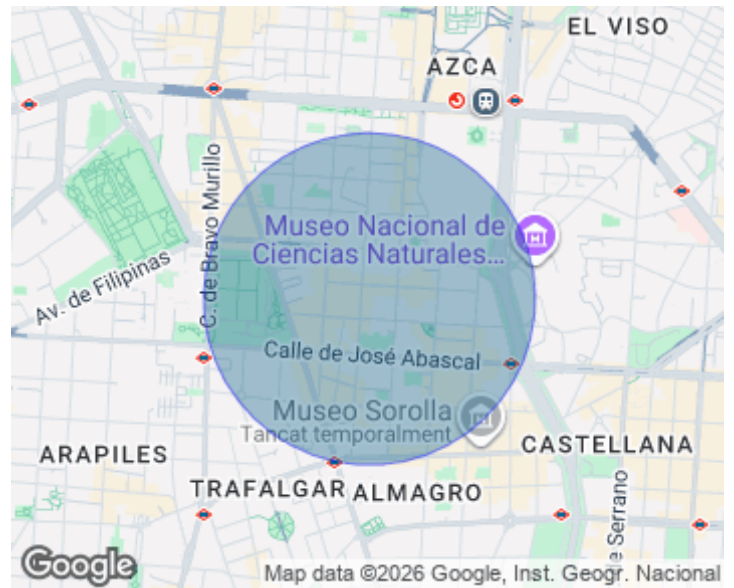 EL VISO
AZCA
C. de Bravo Murillo
Museo Nacional de
Ciencias Naturales...
Av. de Filipinas
Calle de José Abascal
Museo Sorolla
Tancat temporalment
ARAPILES
CASTELLANA
TRAFALGAR
ALMAGRO
de Serrano
Google
Map data ©2026 Google, Inst. Geogr. Nacional